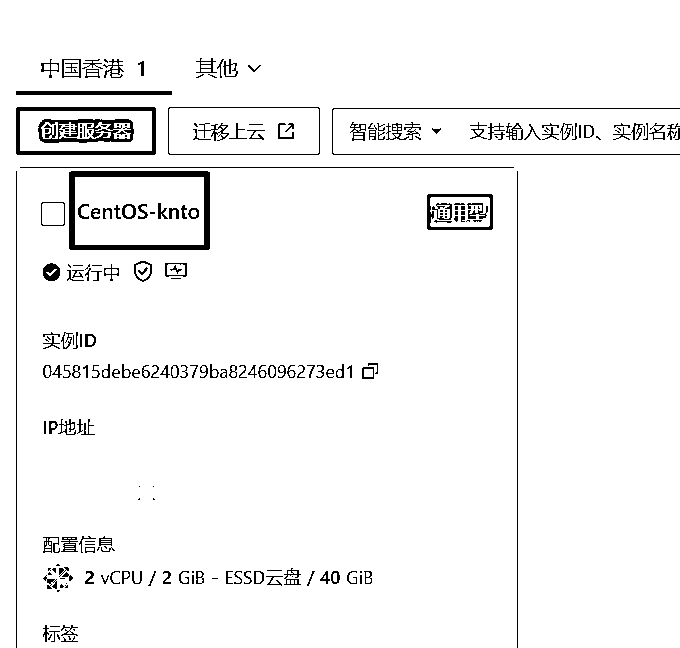 中国香港 1 其他
创建服务器 迁移上云 智能搜索 支持输入实例ID、实例名称
CentOS-knto 通用型
运行中
实例ID
045815debe6240379ba8246096273ed1
IP地址
配置信息
2 vCPU / 2 GiB - ESSD云盘 / 40 GiB
标签